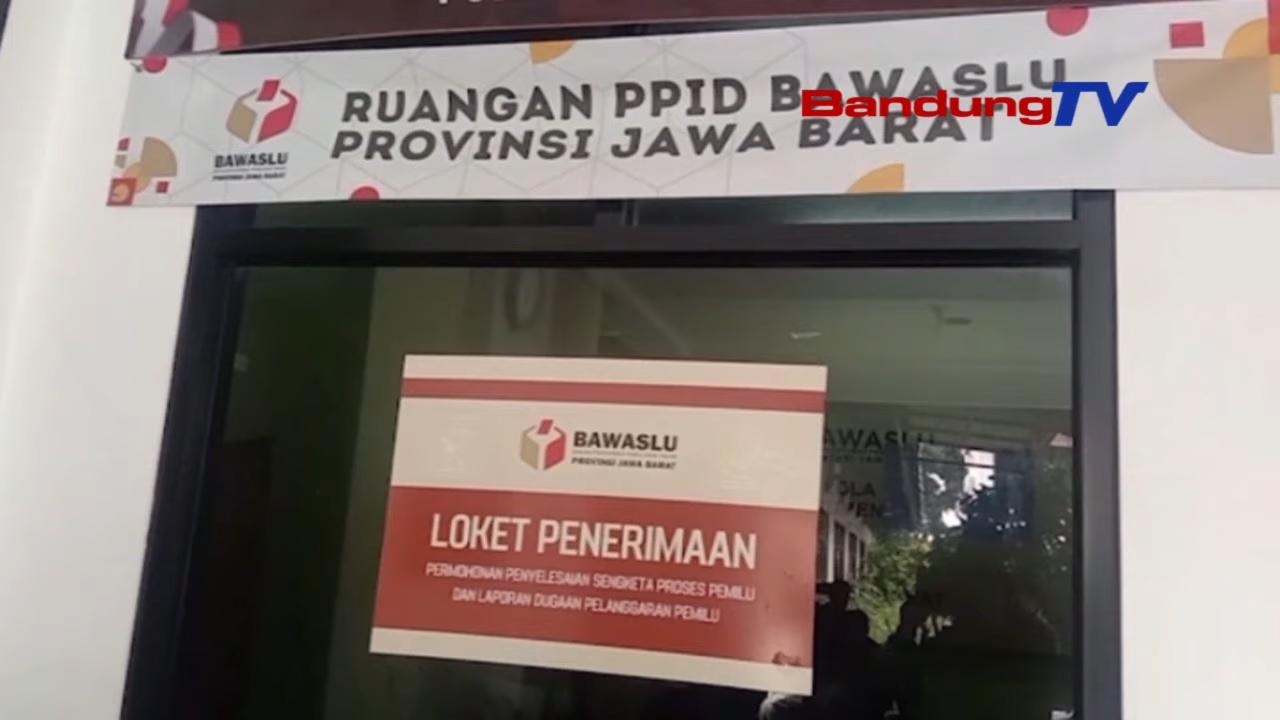 BandungTV
RUANGAN PPID BAWASLU
PROVINSI JAWA BARAT
BAWASLU
PROVINSI JAWA BARAT
BAWASLU
PROVINSI JAWA BARAT
LOKET PENERIMAAN
PERMOHONAN PENYELESAIAN SENGKETA PROSES PEMILU
DAN LAPORAN DUGAAN PELANGGARAN PEMILU
AWASLU